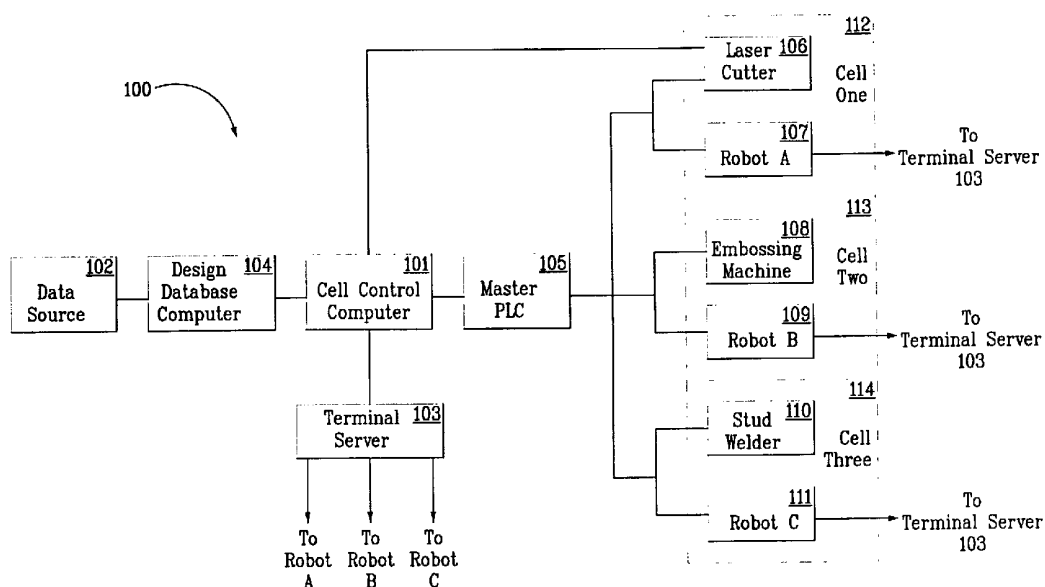 100
102
Data
Source
104
Design
Database
Computer
101
Cell Control
Computer
105
Master
PLC
103
Terminal
Server
To
Robot
A
To
Robot
B
To
Robot
C
112
106
Laser
Cutter
Cell
One
107
Robot A
To
Terminal Server
103
113
108
Embossing
Machine
Cell
Two
109
Robot B
To
Terminal Server
103
114
110
Stud
Welder
Cell
Three
111
Robot C
To
Terminal Server
103